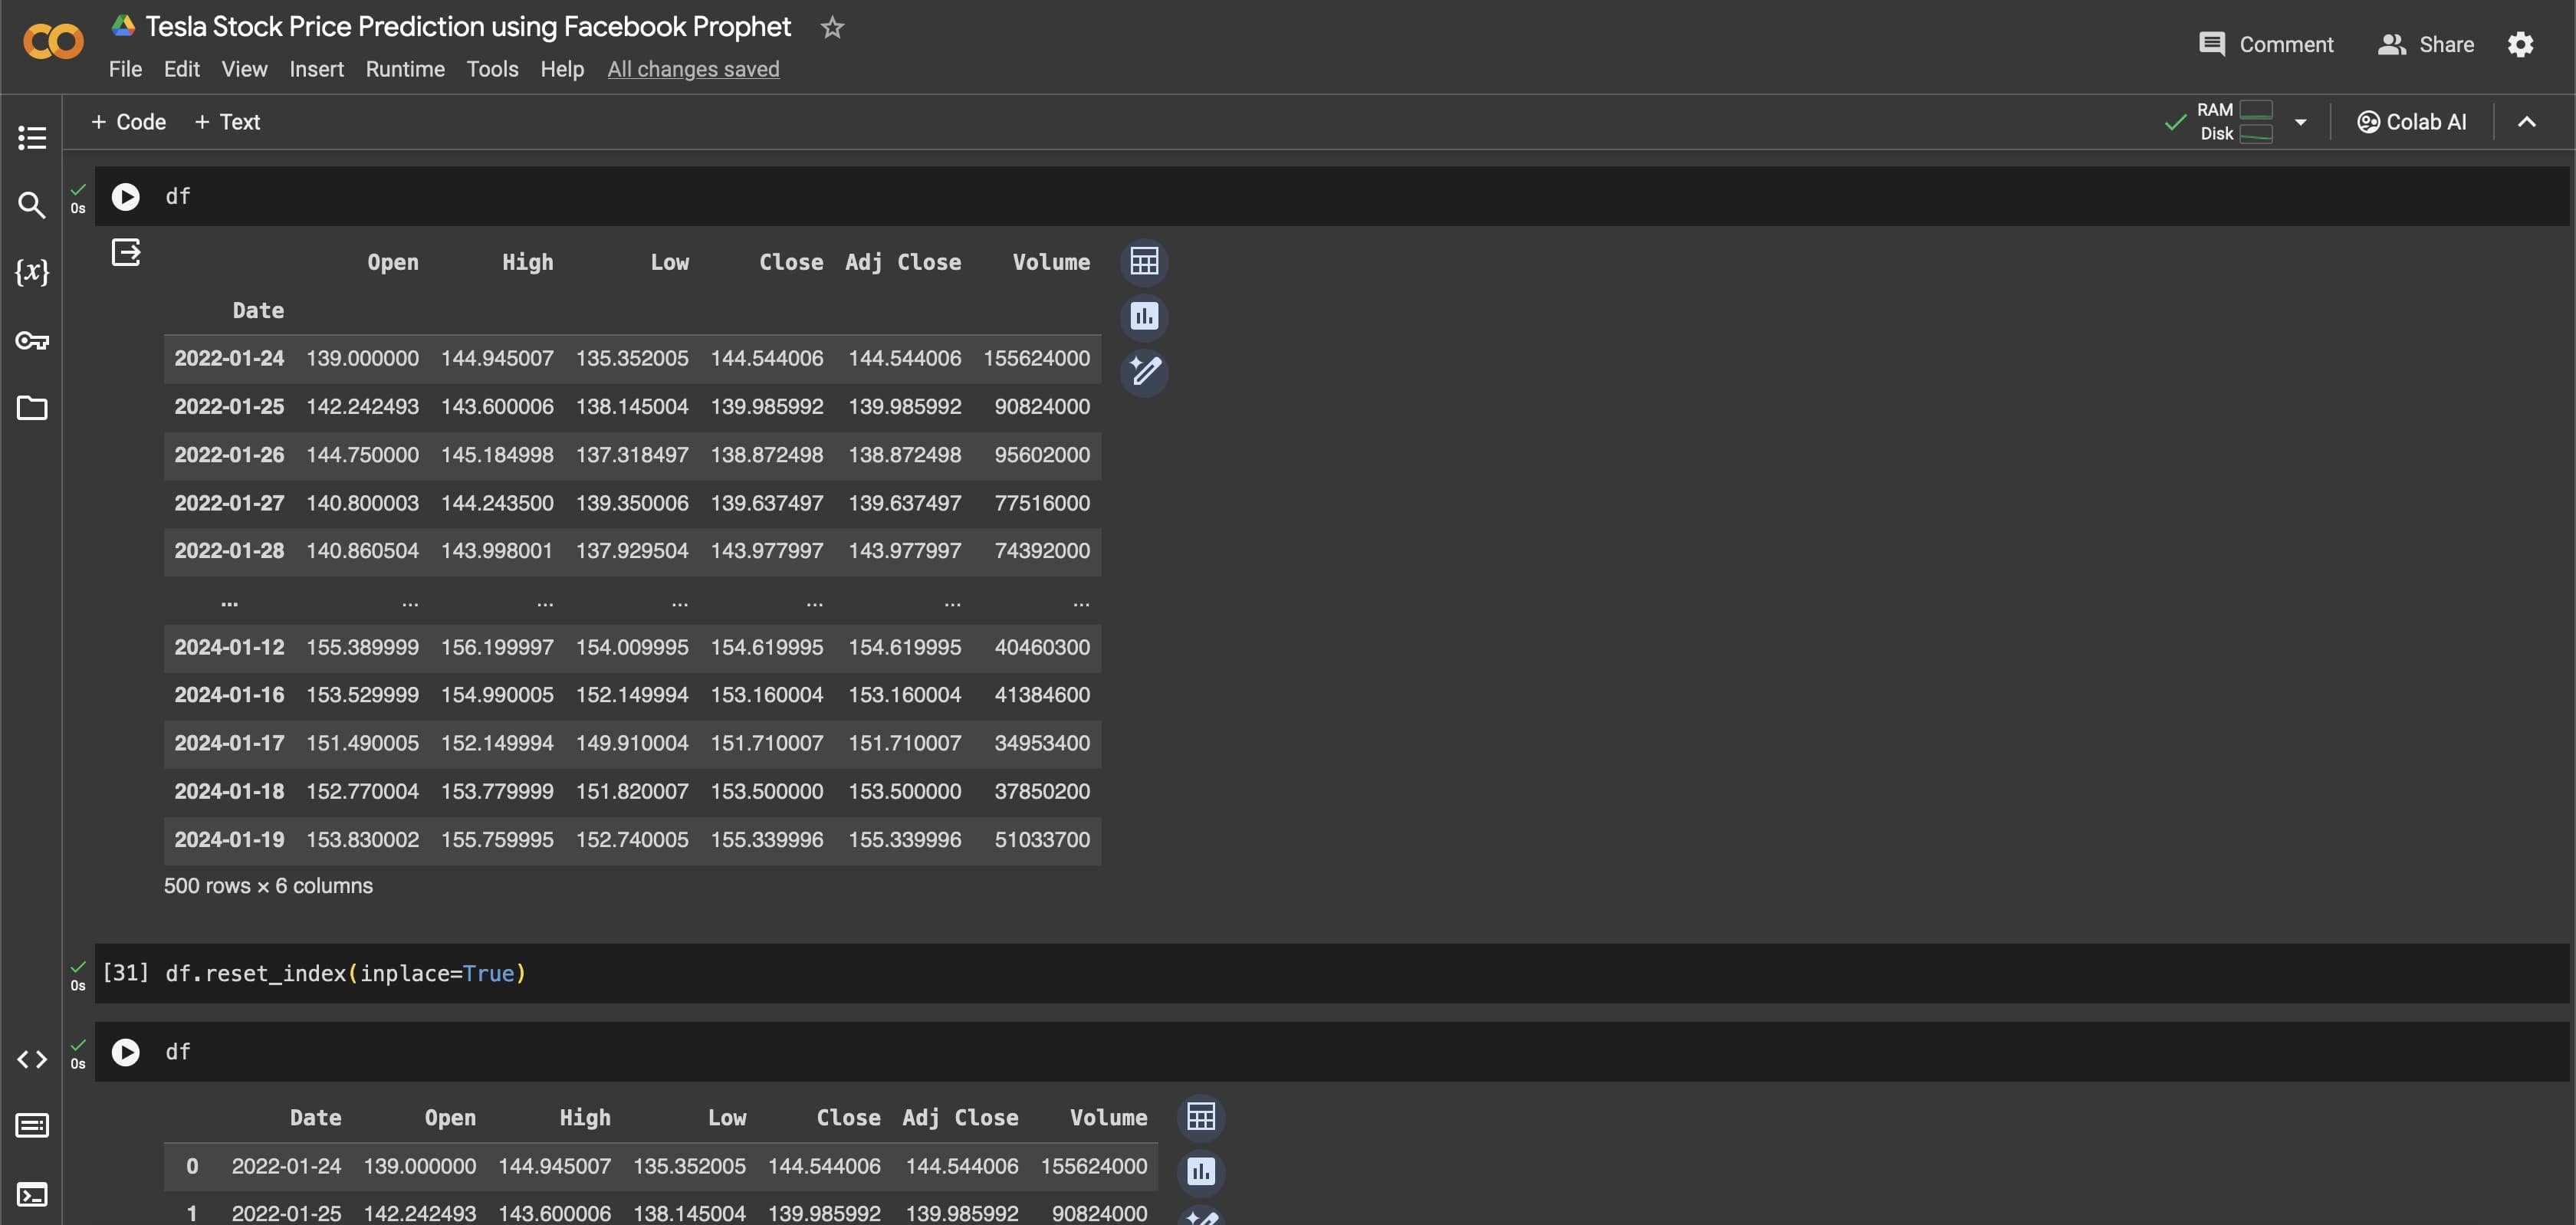 Tesla Stock Price Prediction using Facebook Prophet
Comment Share
File Edit View Insert Runtime Tools Help All changes saved
+ Code + Text
RAM
Disk
Colab AI
{x}
0s
df
Open High Low Close Adj Close Volume
Date
2022-01-24 139.000000 144.945007 135.352005 144.544006 144.544006 155624000
2022-01-25 142.242493 143.600006 138.145004 139.985992 139.985992 90824000
2022-01-26 144.750000 145.184998 137.318497 138.872498 138.872498 95602000
2022-01-27 140.800003 144.243500 139.350006 139.637497 139.637497 77516000
2022-01-28 140.860504 143.998001 137.929504 143.977997 143.977997 74392000
... ... ... ... ... ... ...
2024-01-12 155.389999 156.199997 154.009995 154.619995 154.619995 40460300
2024-01-16 153.529999 154.990005 152.149994 153.160004 153.160004 41384600
2024-01-17 151.490005 152.149994 149.910004 151.710007 151.710007 34953400
2024-01-18 152.770004 153.779999 151.820007 153.500000 153.500000 37850200
2024-01-19 153.830002 155.759995 152.740005 155.339996 155.339996 51033700
500 rows × 6 columns
0s
[31] df.reset_index(inplace=True)
0s
df
Date Open High Low Close Adj Close Volume
0 2022-01-24 139.000000 144.945007 135.352005 144.544006 144.544006 155624000
1 2022-01-25 142.242493 143.600006 138.145004 139.985992 139.985992 90824000